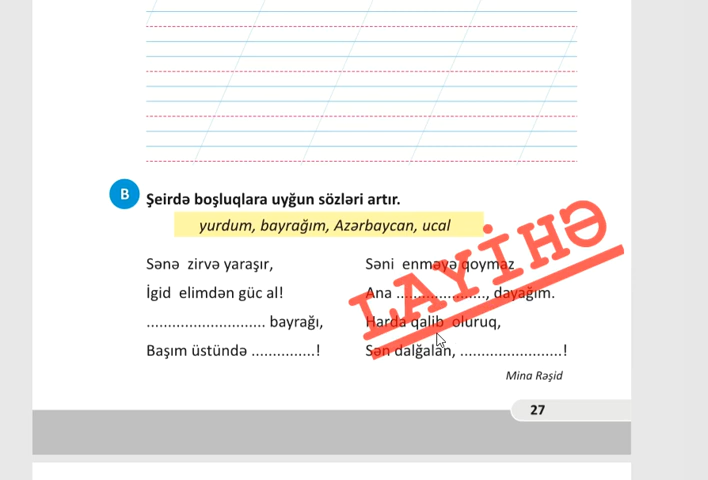 B
Şeirdə boşluqlara uyğun sözləri artır.
yurdum, bayrağım, Azərbaycan, ucal
Sənə zirvə yaraşır,
İgid elimdən güc al!
............................ bayrağı,
Başım üstündə ...............!
Səni enməyə qoymaz
Ana ....................., dayağım.
Harda qalib oluruq,
Sən dalğalan, ........................!
Mina Rəşid
LAYİHƏ
27